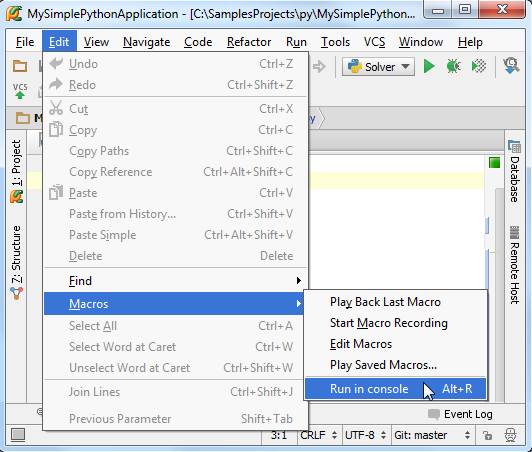 MySimplePythonApplication - [C:\SamplesProjects\py\MySimplePython...
File Edit View Navigate Code Refactor Run Tools VCS Window Help
Undo Ctrl+Z
Redo Ctrl+Shift+Z
Cut Ctrl+X
Copy Ctrl+C
Copy Paths Ctrl+Shift+C
Copy Reference Ctrl+Alt+Shift+C
Paste Ctrl+V
Paste from History... Ctrl+Shift+V
Paste Simple Ctrl+Alt+Shift+V
Delete Delete
Find
Macros
Select All Ctrl+A
Select Word at Caret Ctrl+W
Unselect Word at Caret Ctrl+Shift+W
Join Lines Ctrl+Shift+J
Previous Parameter Shift+Tab
Play Back Last Macro
Start Macro Recording
Edit Macros
Play Saved Macros...
Run in console Alt+R
Solver
VCS
M
y
1: Project
Z: Structure
Database
Remote Host
Event Log
3:1 CRLF UTF-8 Git: master